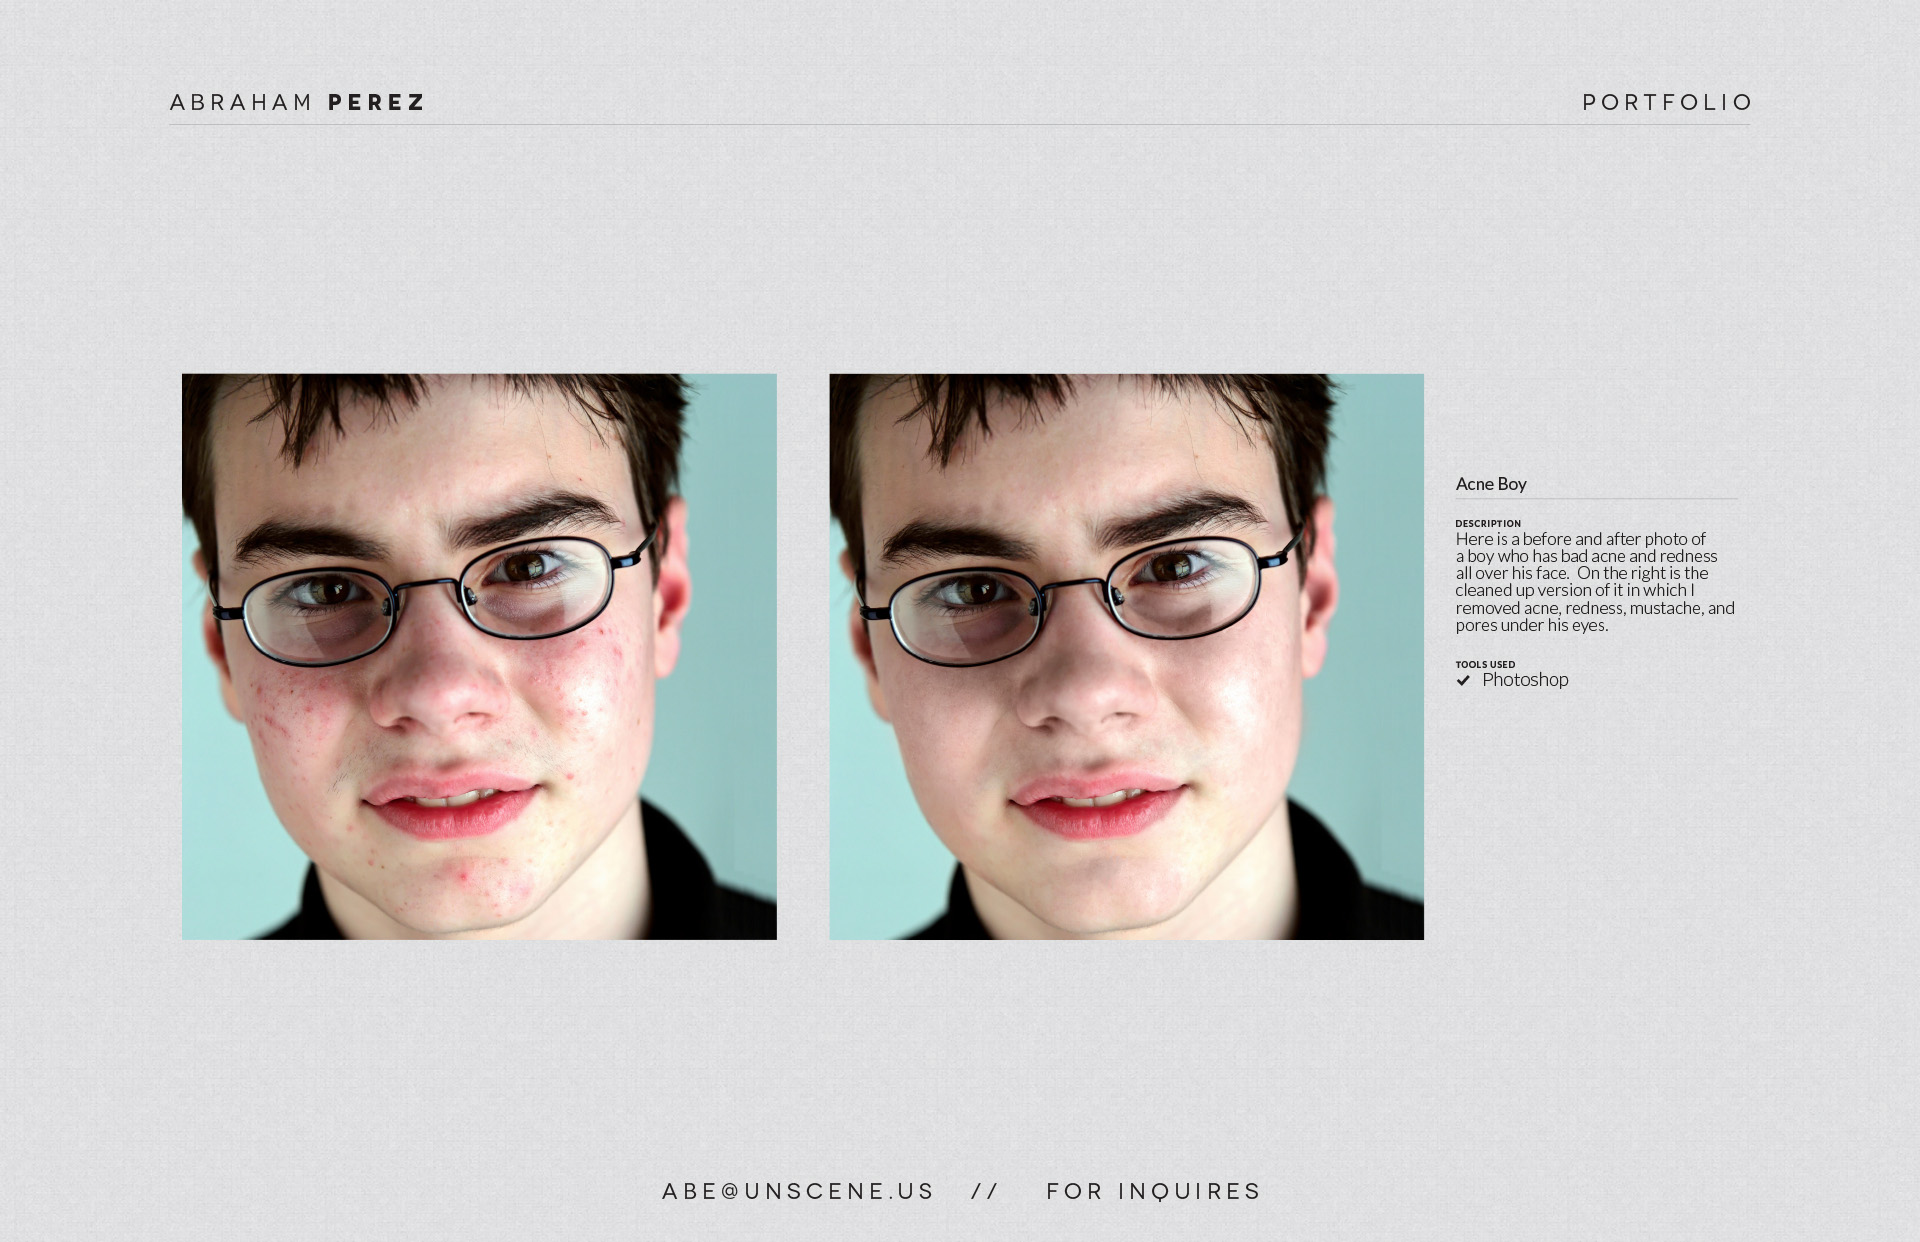 ABRAHAM PEREZ
PORTFOLIO
Acne Boy
DESCRIPTION
Here is a before and after photo of
a boy who has bad acne and redness
all over his face.  On the right is the
cleaned up version of it in which I
removed acne, redness, mustache, and
pores under his eyes.
TOOLS USED
✔ Photoshop
ABE@UNSCENE.US // FOR INQUIRES